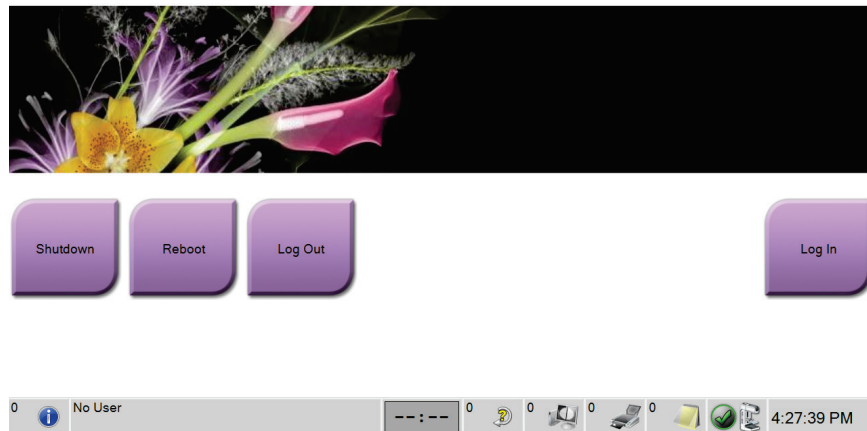 Shutdown
Reboot
Log Out
Log In
0
No User
--:--
0
0
0
0
4:27:39 PM